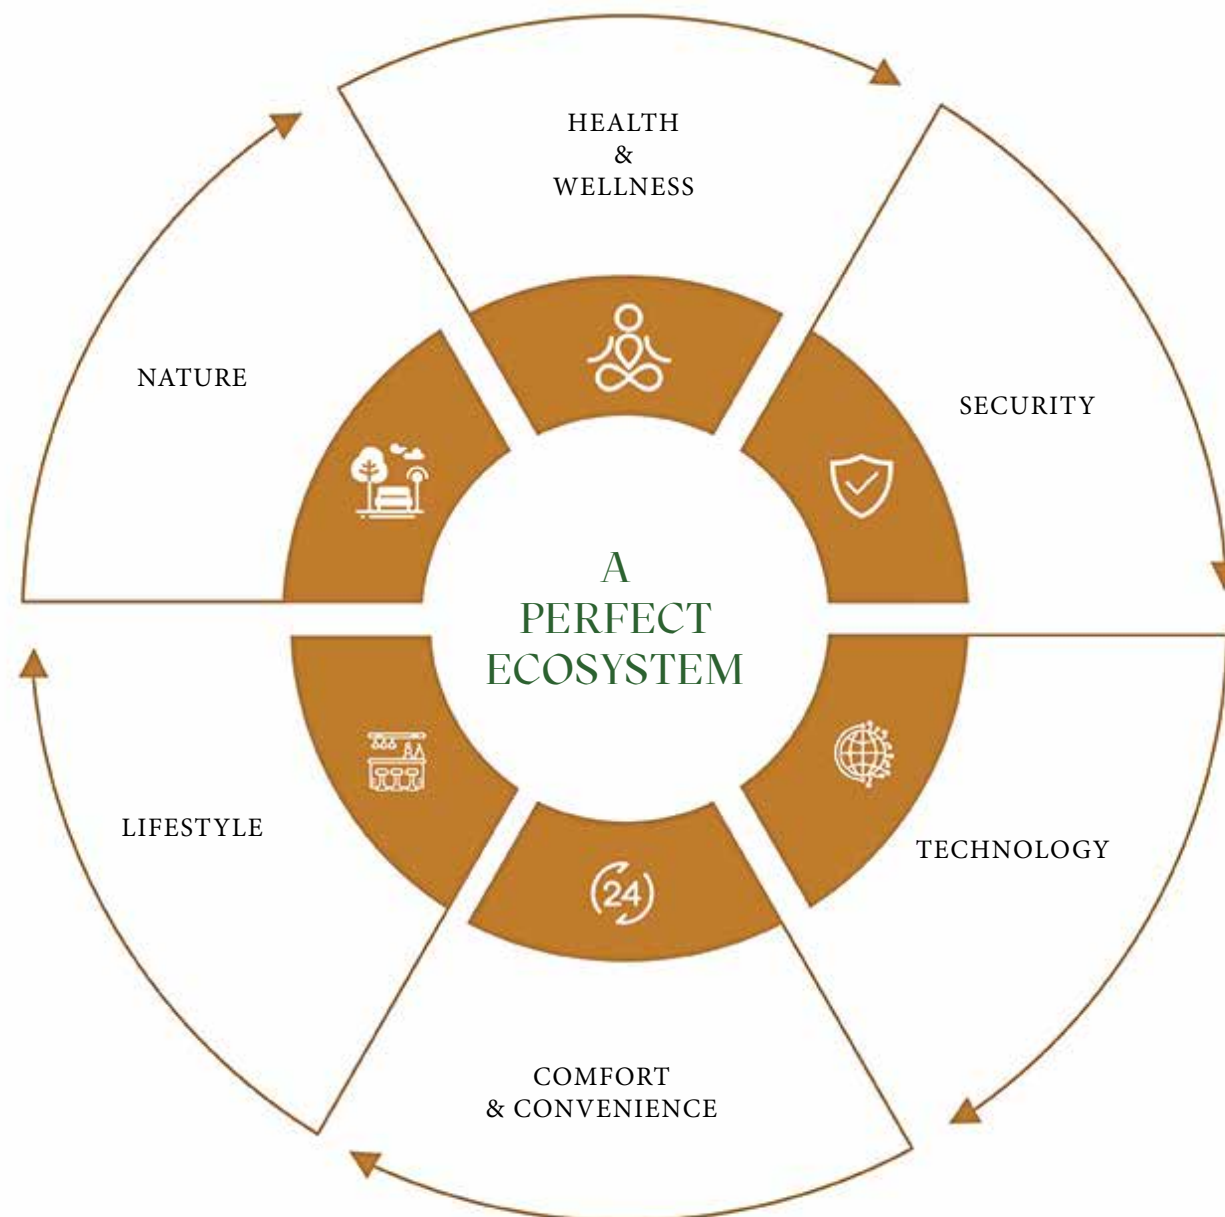 HEALTH
&
WELLNESS
NATURE
SECURITY
A
PERFECT
ECOSYSTEM
LIFESTYLE
TECHNOLOGY
24
COMFORT
& CONVENIENCE